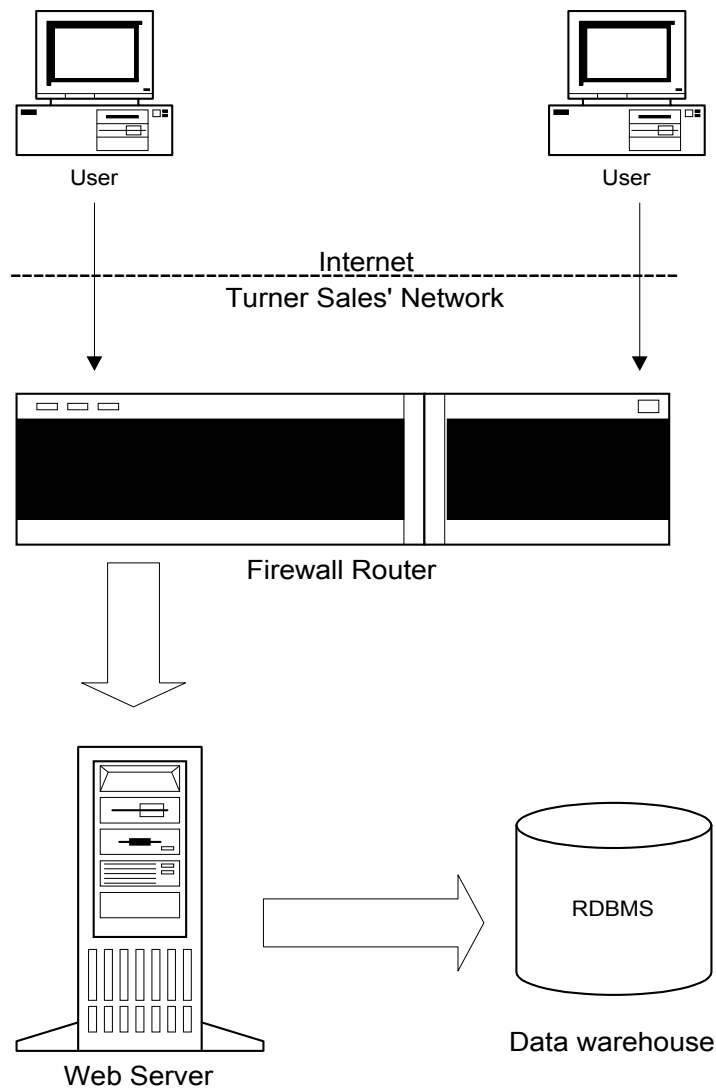 User
User
Internet
Turner Sales' Network
Firewall Router
RDBMS
Data warehouse
Web Server